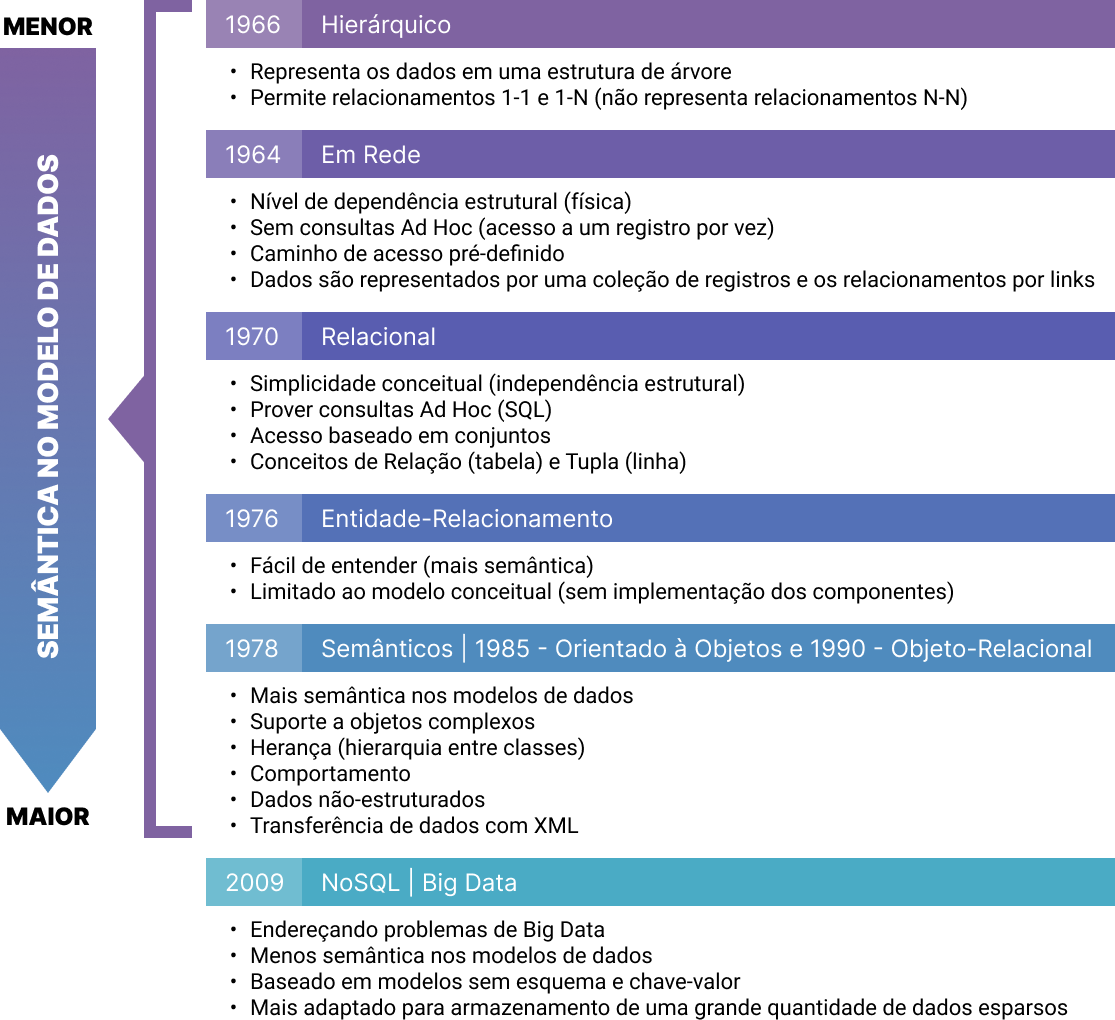 MENOR
SEMÂNTICA NO MODELO DE DADOS
MAIOR
1966 Hierárquico
• Representa os dados em uma estrutura de árvore
• Permite relacionamentos 1-1 e 1-N (não representa relacionamentos N-N)
1964 Em Rede
• Nível de dependência estrutural (física)
• Sem consultas Ad Hoc (acesso a um registro por vez)
• Caminho de acesso pré-definido
• Dados são representados por uma coleção de registros e os relacionamentos por links
1970 Relacional
• Simplicidade conceitual (independência estrutural)
• Prover consultas Ad Hoc (SQL)
• Acesso baseado em conjuntos
• Conceitos de Relação (tabela) e Tupla (linha)
1976 Entidade-Relacionamento
• Fácil de entender (mais semântica)
• Limitado ao modelo conceitual (sem implementação dos componentes)
1978 Semânticos | 1985 - Orientado à Objetos e 1990 - Objeto-Relacional
• Mais semântica nos modelos de dados
• Suporte a objetos complexos
• Herança (hierarquia entre classes)
• Comportamento
• Dados não-estruturados
• Transferência de dados com XML
2009 NoSQL | Big Data
• Endereçando problemas de Big Data
• Menos semântica nos modelos de dados
• Baseado em modelos sem esquema e chave-valor
• Mais adaptado para armazenamento de uma grande quantidade de dados esparsos